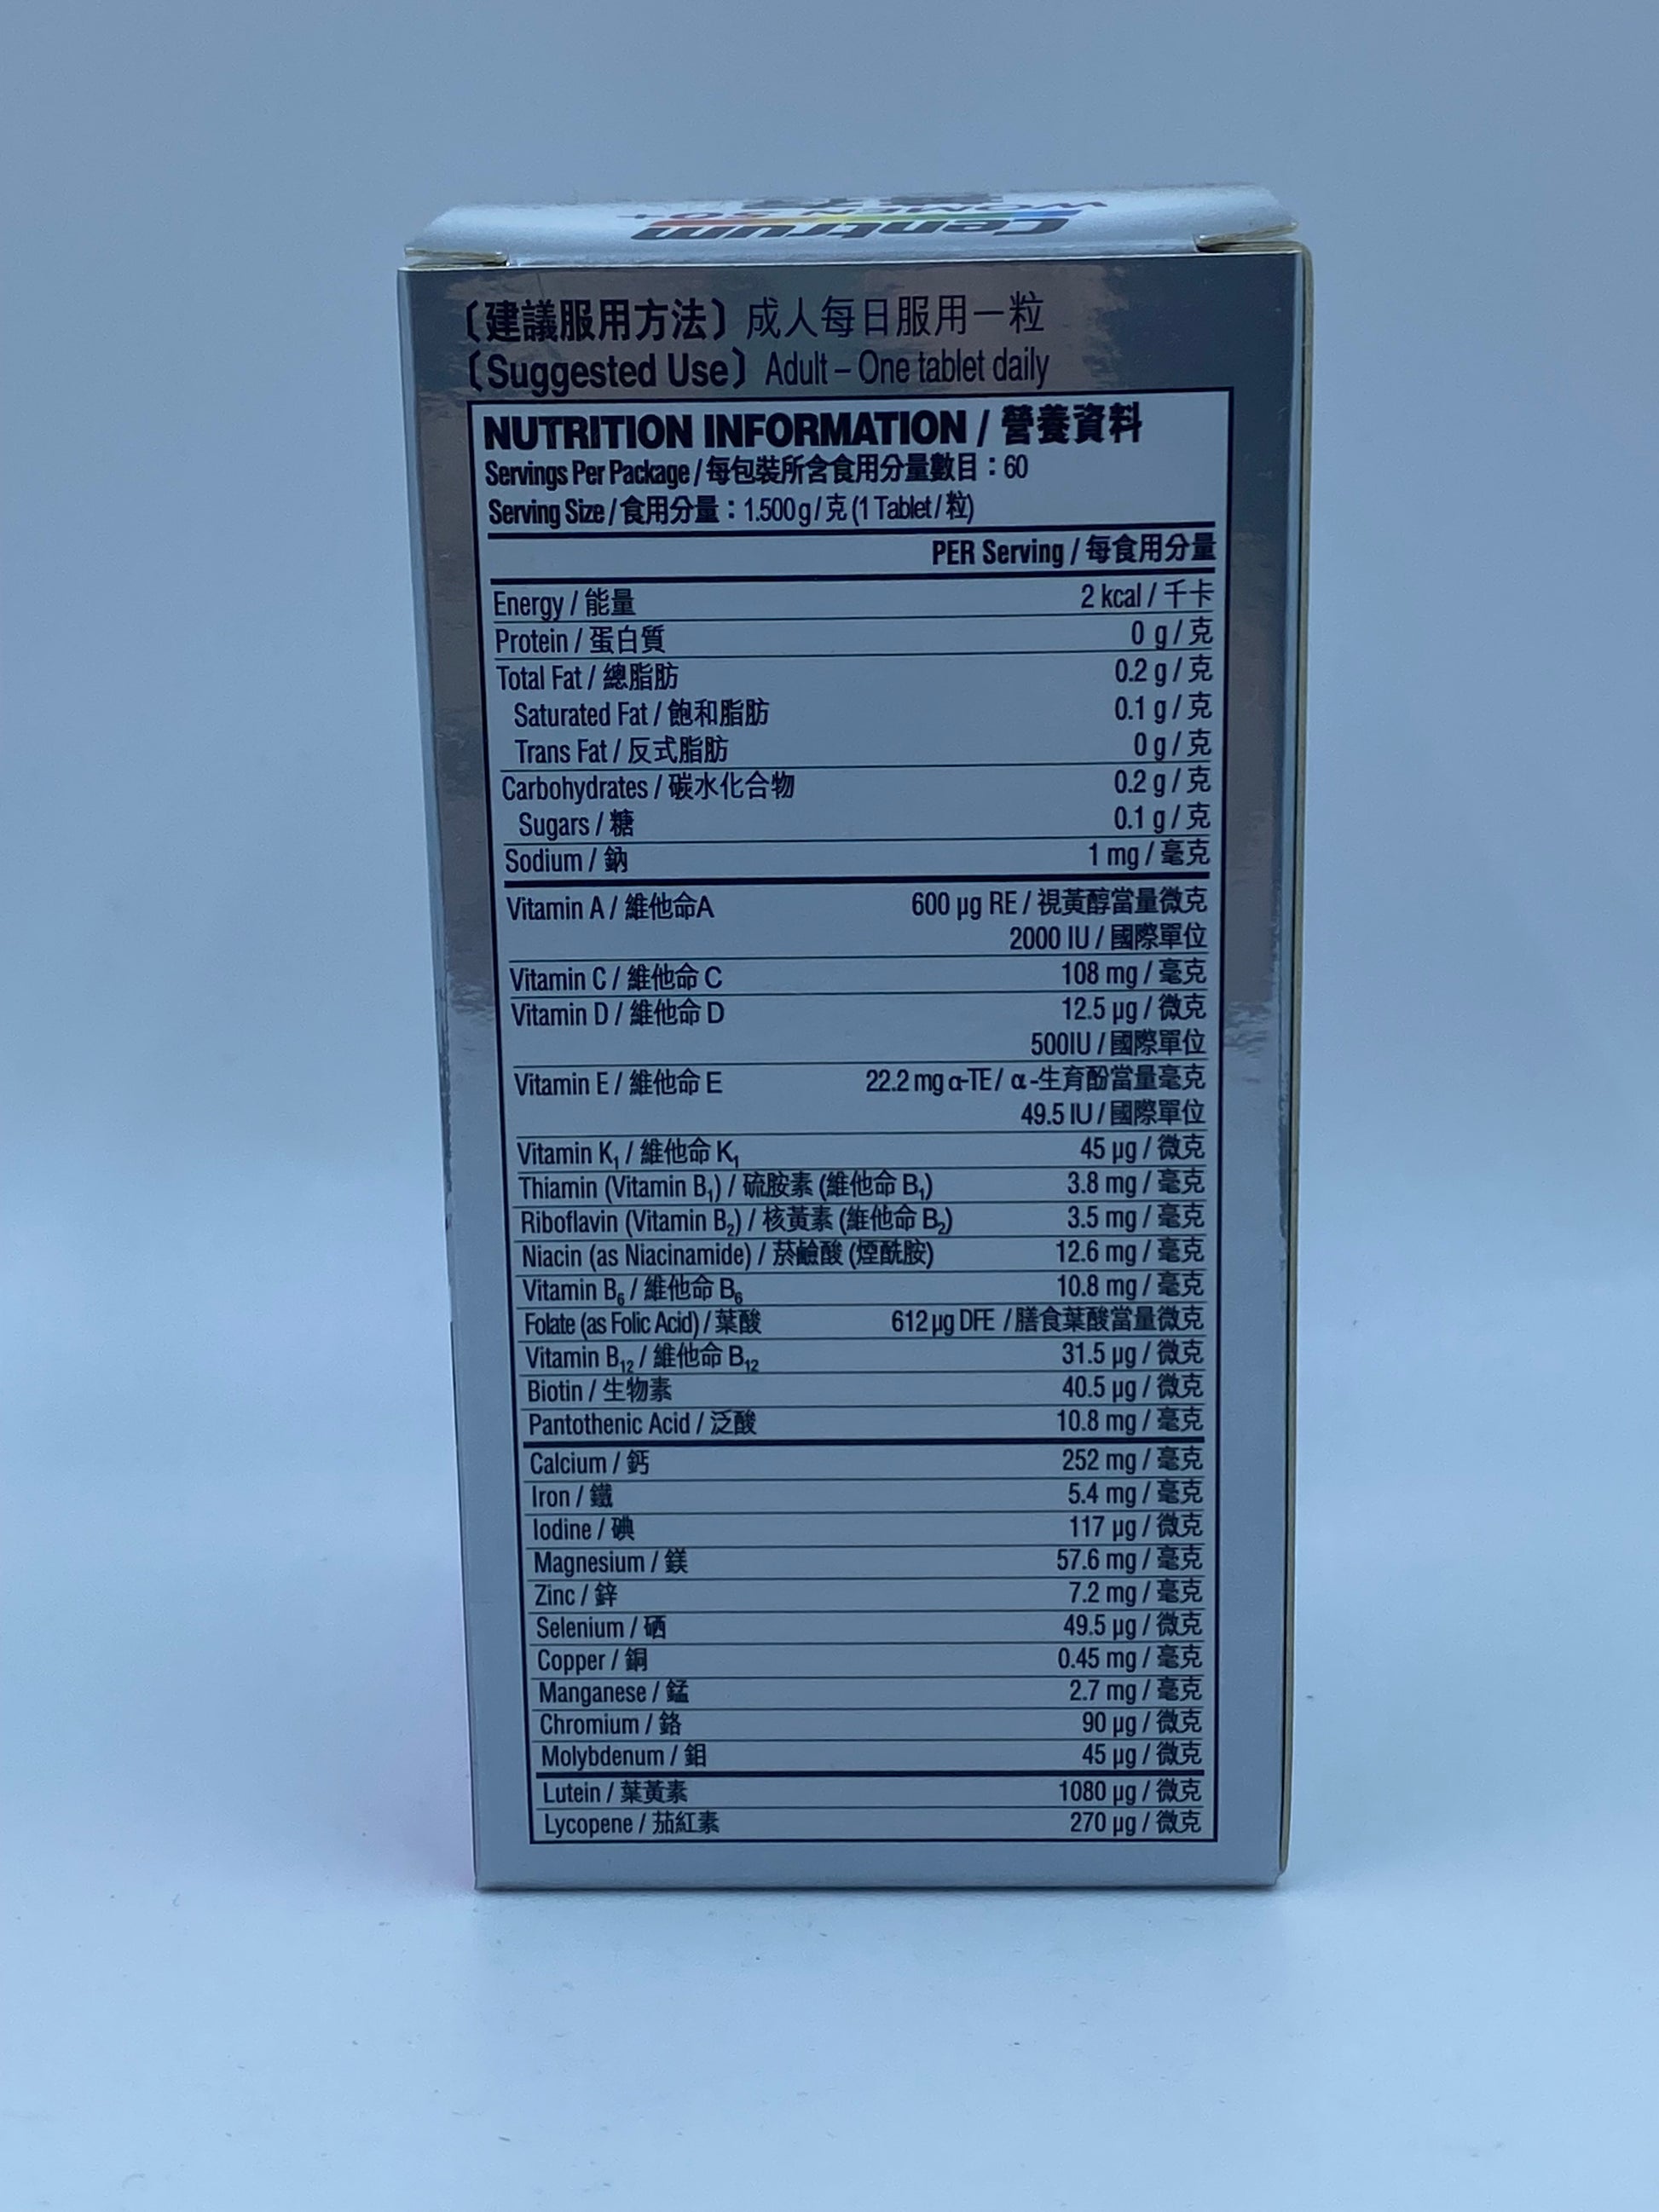 Centrum
WOMEN 50+
〔建議服用方法〕成人每日服用一粒
〔Suggested Use〕Adult – One tablet daily
NUTRITION INFORMATION / 營養資料
Servings Per Package / 每包裝所含食用分量數目：60
Serving Size / 食用分量：1.500g / 克 (1 Tablet / 粒)
PER Serving / 每食用分量
Energy / 能量 2 kcal / 千卡
Protein / 蛋白質 0 g / 克
Total Fat / 總脂肪 0.2 g / 克
Saturated Fat / 飽和脂肪 0.1 g / 克
Trans Fat / 反式脂肪 0 g / 克
Carbohydrates / 碳水化合物 0.2 g / 克
Sugars / 糖 0.1 g / 克
Sodium / 鈉 1 mg / 毫克
Vitamin A / 維他命A 600 µg RE / 視黃醇當量微克
2000 IU / 國際單位
Vitamin C / 維他命 C 108 mg / 毫克
Vitamin D / 維他命 D 12.5 µg / 微克
500IU / 國際單位
Vitamin E / 維他命 E 22.2 mg α-TE / α-生育酚當量毫克
49.5 IU / 國際單位
Vitamin K₁ / 維他命 K₁ 45 µg / 微克
Thiamin (Vitamin B₁) / 硫胺素 (維他命 B₁) 3.8 mg / 毫克
Riboflavin (Vitamin B₂) / 核黃素 (維他命 B₂) 3.5 mg / 毫克
Niacin (as Niacinamide) / 菸鹼酸 (煙酰胺) 12.6 mg / 毫克
Vitamin B₆ / 維他命 B₆ 10.8 mg / 毫克
Folate (as Folic Acid) / 葉酸 612 µg DFE / 膳食葉酸當量微克
Vitamin B₁₂ / 維他命 B₁₂ 31.5 µg / 微克
Biotin / 生物素 40.5 µg / 微克
Pantothenic Acid / 泛酸 10.8 mg / 毫克
Calcium / 鈣 252 mg / 毫克
Iron / 鐵 5.4 mg / 毫克
Iodine / 碘 117 µg / 微克
Magnesium / 鎂 57.6 mg / 毫克
Zinc / 鋅 7.2 mg / 毫克
Selenium / 硒 49.5 µg / 微克
Copper / 銅 0.45 mg / 毫克
Manganese / 錳 2.7 mg / 毫克
Chromium / 鉻 90 µg / 微克
Molybdenum / 鉬 45 µg / 微克
Lutein / 葉黃素 1080 µg / 微克
Lycopene / 茄紅素 270 µg / 微克